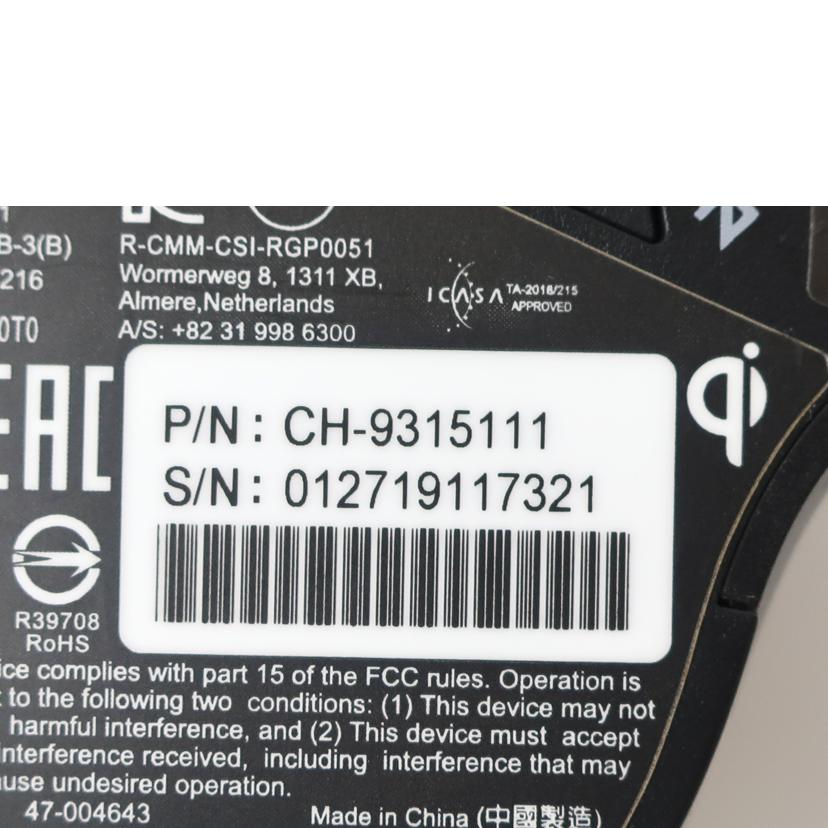 B-3(B)
216
R-CMM-CSI-RGP0051
Wormerweg 8, 1311 XB,
Almere,Netherlands
A/S: +82 31 998 6300
ICASA TA-2018/215
APPROVED
0T0
EAC
P/N : CH-9315111
S/N : 012719117321
qi
R39708
RoHS
ice complies with part 15 of the FCC rules. Operation is
to the following two conditions: (1) This device may not
harmful interference, and (2) This device must accept
interference received, including interference that may
use undesired operation.
47-004643
Made in China (中國製造)